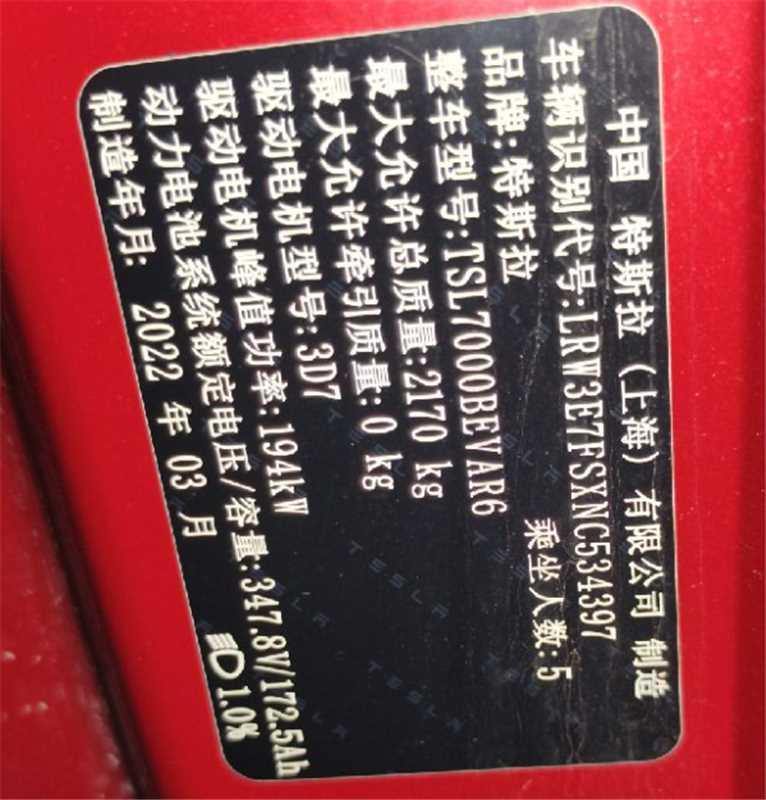 中国 特斯拉（上海）有限公司 制造
车辆识别代号:LRW3E7FSXNC534397
品牌:特斯拉 乘坐人数:5
整车型号:TSL7000BEVAR6
最大允许总质量:2170 kg
最大允许牵引质量:0 kg
驱动电机型号:3D7
驱动电机峰值功率:194kW
动力电池系统额定电压/容量:347.8V/172.5Ah
制造年月: 2022 年 03 月 1.0%
TESLA
TESLA